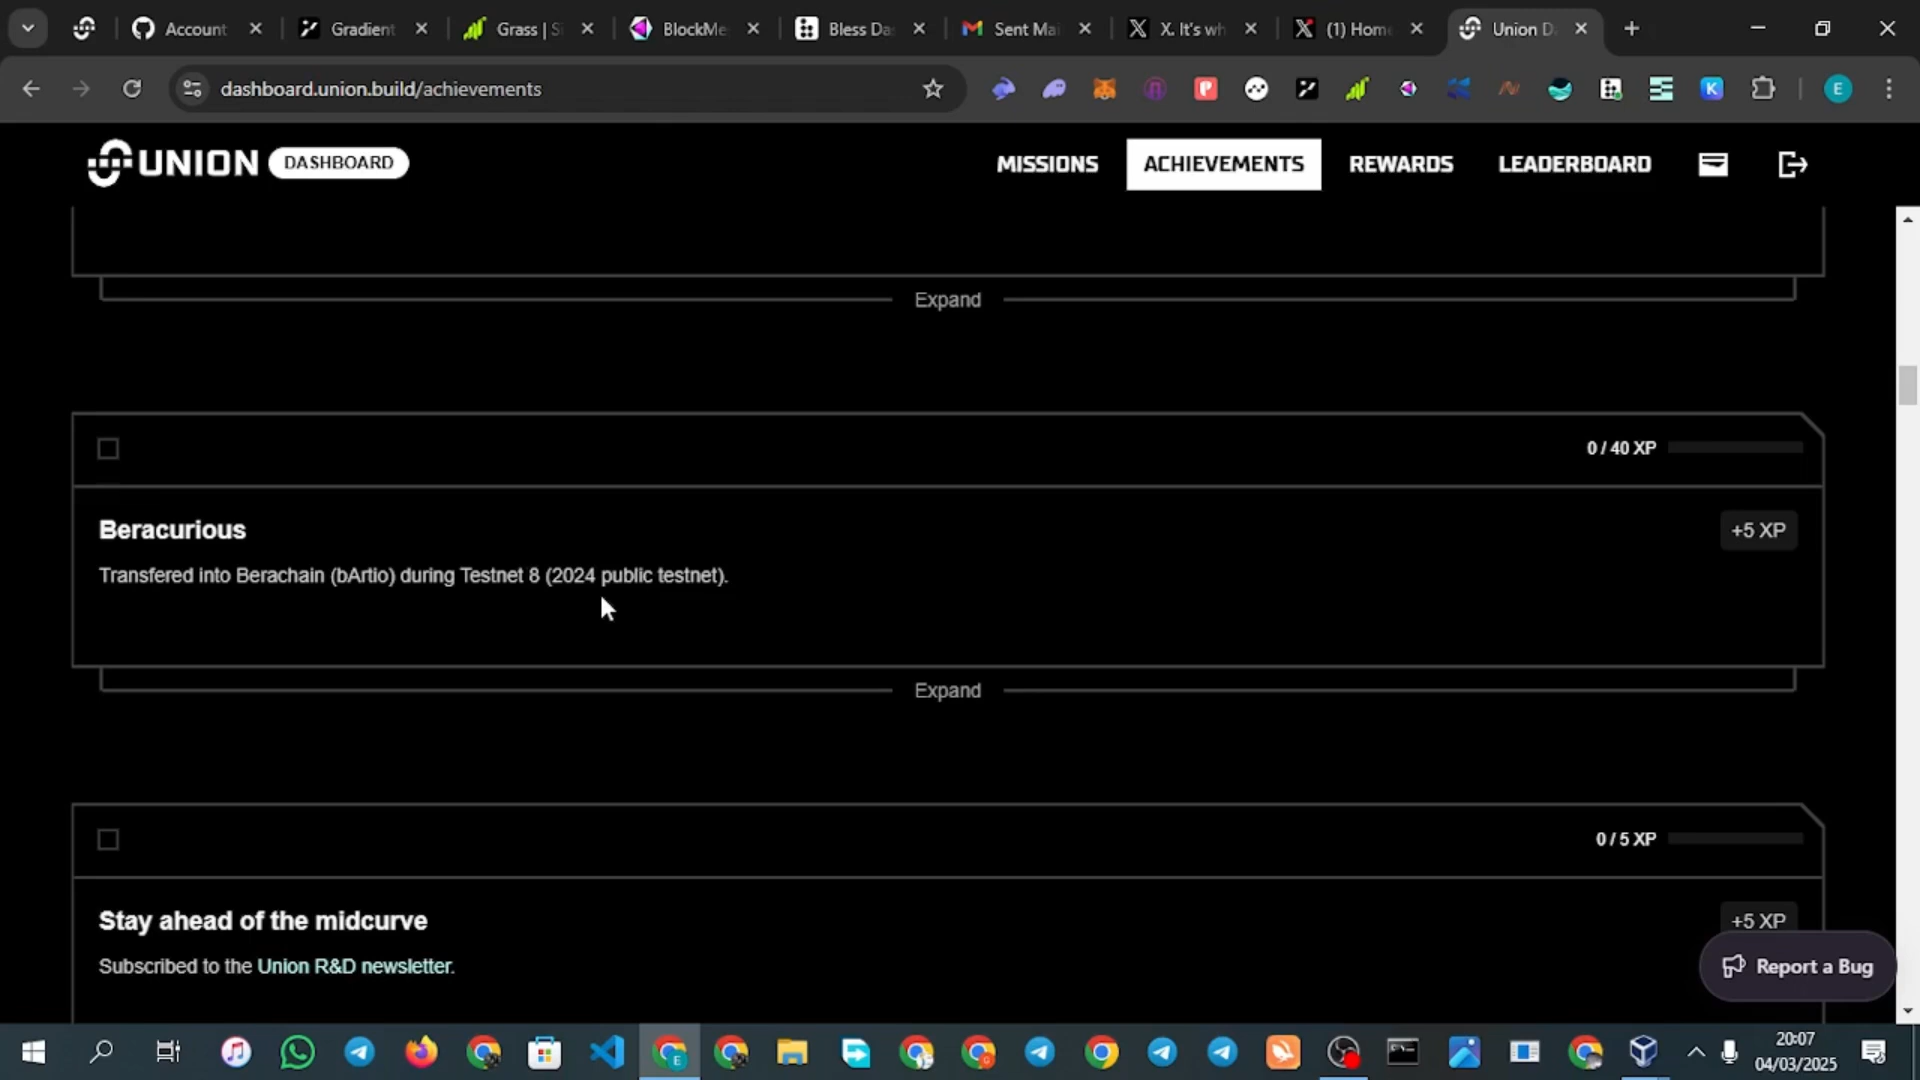 Account
Gradient
Grass | S
BlockMe
Bless Da
Sent Mai
X. It's wh
(1) Home
Union D
dashboard.union.build/achievements
E
UNION DASHBOARD
MISSIONS
ACHIEVEMENTS
REWARDS
LEADERBOARD
Expand
0 / 40 XP
Beracurious
+5 XP
Transfered into Berachain (bArtio) during Testnet 8 (2024 public testnet).
Expand
0 / 5 XP
Stay ahead of the midcurve
+5 XP
Subscribed to the Union R&D newsletter.
Report a Bug
20:07
04/03/2025